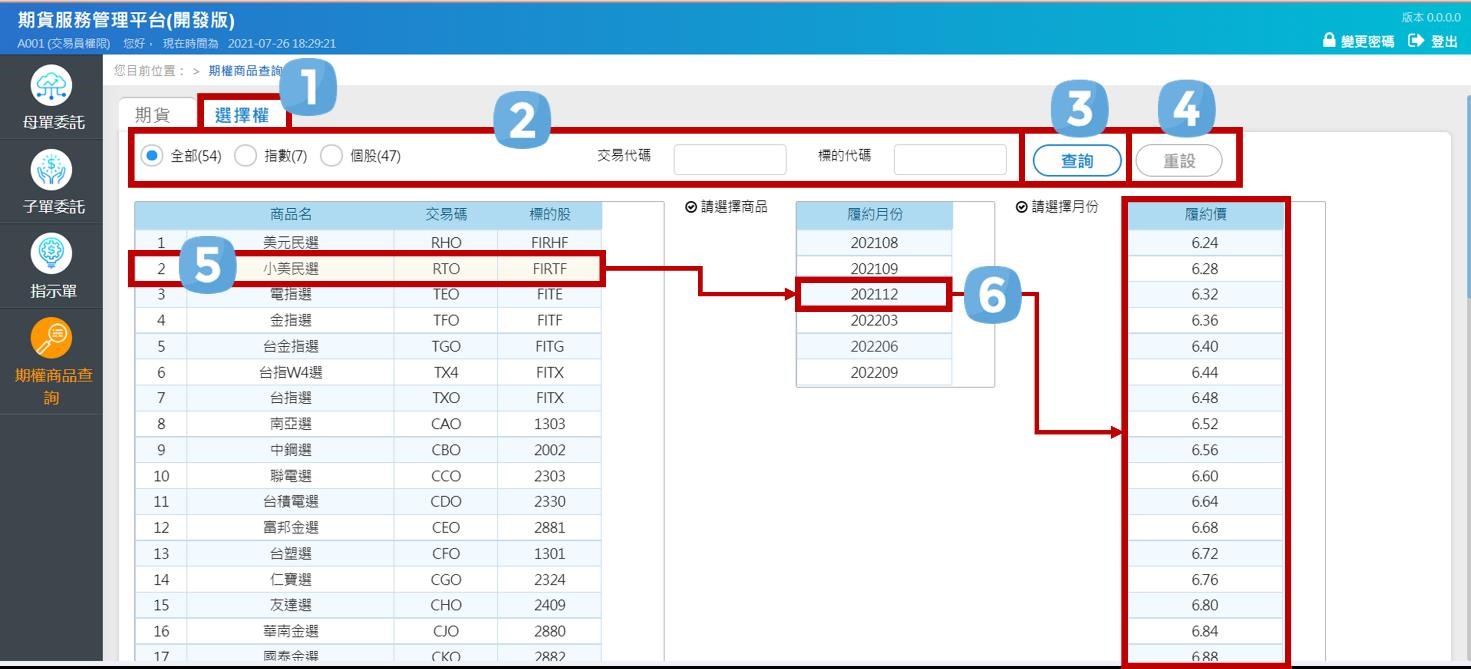 期貨服務管理平台(開發版)
版本 0.0.0.0
A001 (交易員權限) 您好， 現在時間為 2021-07-26 18:29:21
變更密碼 登出
您目前位置： > 期權商品查詢
1
2
3
4
母單委託
子單委託
指示單
期權商品查詢
期貨 選擇權
全部(54) 指數(7) 個股(47) 交易代碼 標的代碼 查詢 重設
商品名 交易碼 標的股
1 美元民選 RHO FIRHF
2 小美民選 RTO FIRTF
3 電指選 TEO FITE
4 金指選 TFO FITF
5 台金指選 TGO FITG
6 台指W4選 TX4 FITX
7 台指選 TXO FITX
8 南亞選 CAO 1303
9 中鋼選 CBO 2002
10 聯電選 CCO 2303
11 台積電選 CDO 2330
12 富邦金選 CEO 2881
13 台塑選 CFO 1301
14 仁寶選 CGO 2324
15 友達選 CHO 2409
16 華南金選 CJO 2880
17 國泰金選 CKO 2882
5
請選擇商品
履約月份
202108
202109
202112
202203
202206
202209
6
請選擇月份
履約價
6.24
6.28
6.32
6.36
6.40
6.44
6.48
6.52
6.56
6.60
6.64
6.68
6.72
6.76
6.80
6.84
6.88